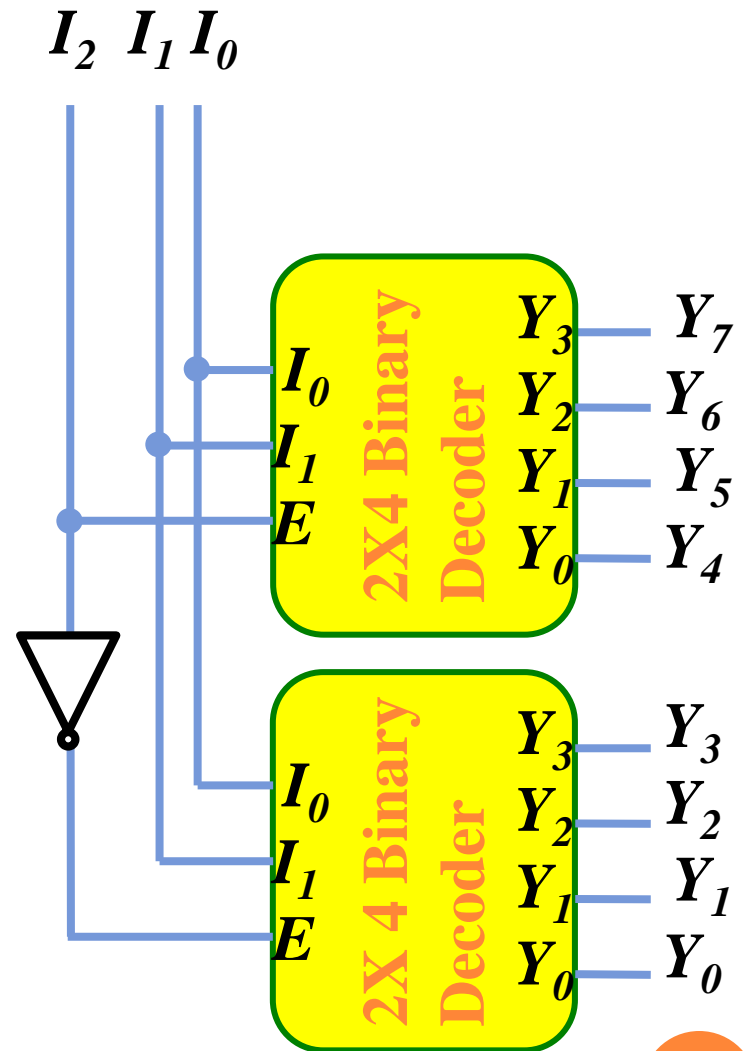 I₂ I₁ I₀
2X4 Binary
Decoder
I₀
I₁
E
Y₃ Y₇
Y₂ Y₆
Y₁ Y₅
Y₀ Y₄
2X 4 Binary
Decoder
I₀
I₁
E
Y₃ Y₃
Y₂ Y₂
Y₁ Y₁
Y₀ Y₀